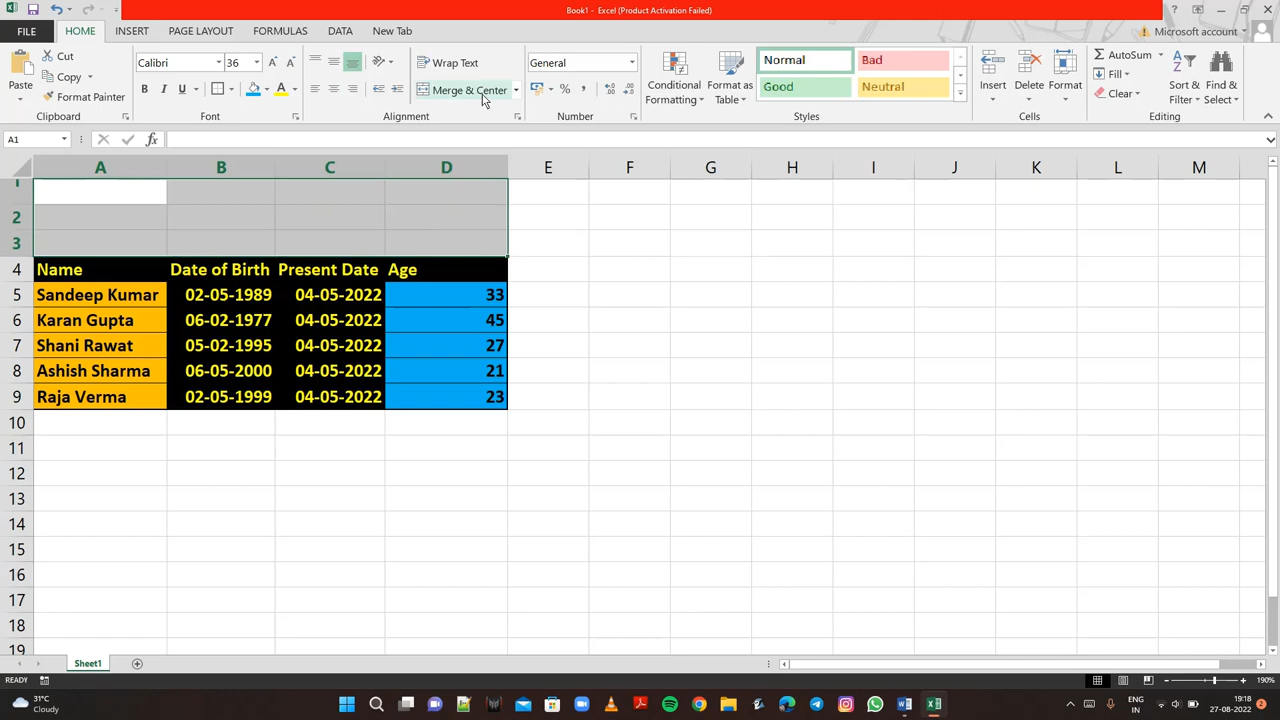 Book1 - Excel (Product Activation Failed)
FILE HOME INSERT PAGE LAYOUT FORMULAS DATA New Tab Microsoft account
Cut
Copy
Format Painter
Paste
Clipboard
Calibri 36
B I U A
Font
Wrap Text
Merge & Center
Alignment
General
%
Number
Conditional Formatting
Format as Table
Normal Bad
Good Neutral
Styles
Insert Delete Format
Cells
AutoSum
Fill
Clear
Sort & Filter
Find & Select
Editing
A1 fx
A B C D E F G H I J K L M
1
2
3
4 Name Date of Birth Present Date Age
5 Sandeep Kumar 02-05-1989 04-05-2022 33
6 Karan Gupta 06-02-1977 04-05-2022 45
7 Shani Rawat 05-02-1995 04-05-2022 27
8 Ashish Sharma 06-05-2000 04-05-2022 21
9 Raja Verma 02-05-1999 04-05-2022 23
10
11
12
13
14
15
16
17
18
19
Sheet1
READY 190%
31°C
Cloudy
ENG
IN
19:18
27-08-2022